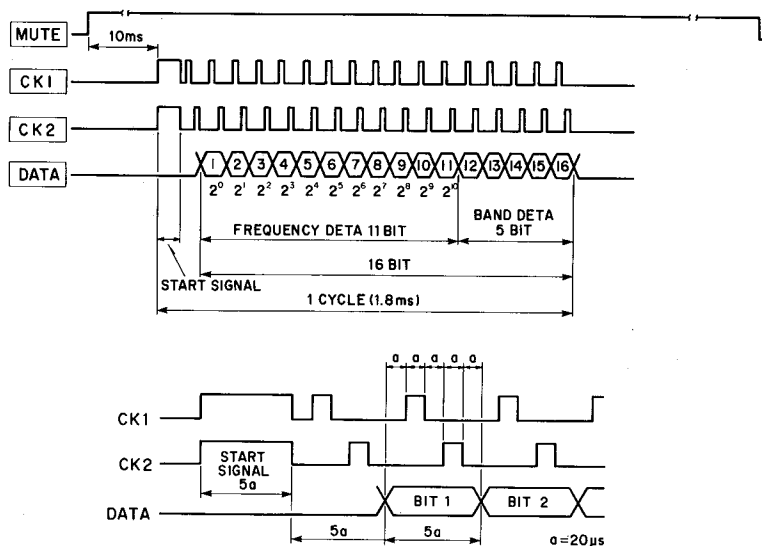 MUTE
10ms
CK1
CK2
DATA
1 2 3 4 5 6 7 8 9 10 11 12 13 14 15 16
2⁰ 2¹ 2² 2³ 2⁴ 2⁵ 2⁶ 2⁷ 2⁸ 2⁹ 2¹⁰
FREQUENCY DETA 11 BIT
BAND DETA
5 BIT
16 BIT
START SIGNAL
1 CYCLE (1.8ms)
a a a a a
CK1
CK2
START
SIGNAL
5a
BIT 1
BIT 2
DATA
5a
5a
a=20μs